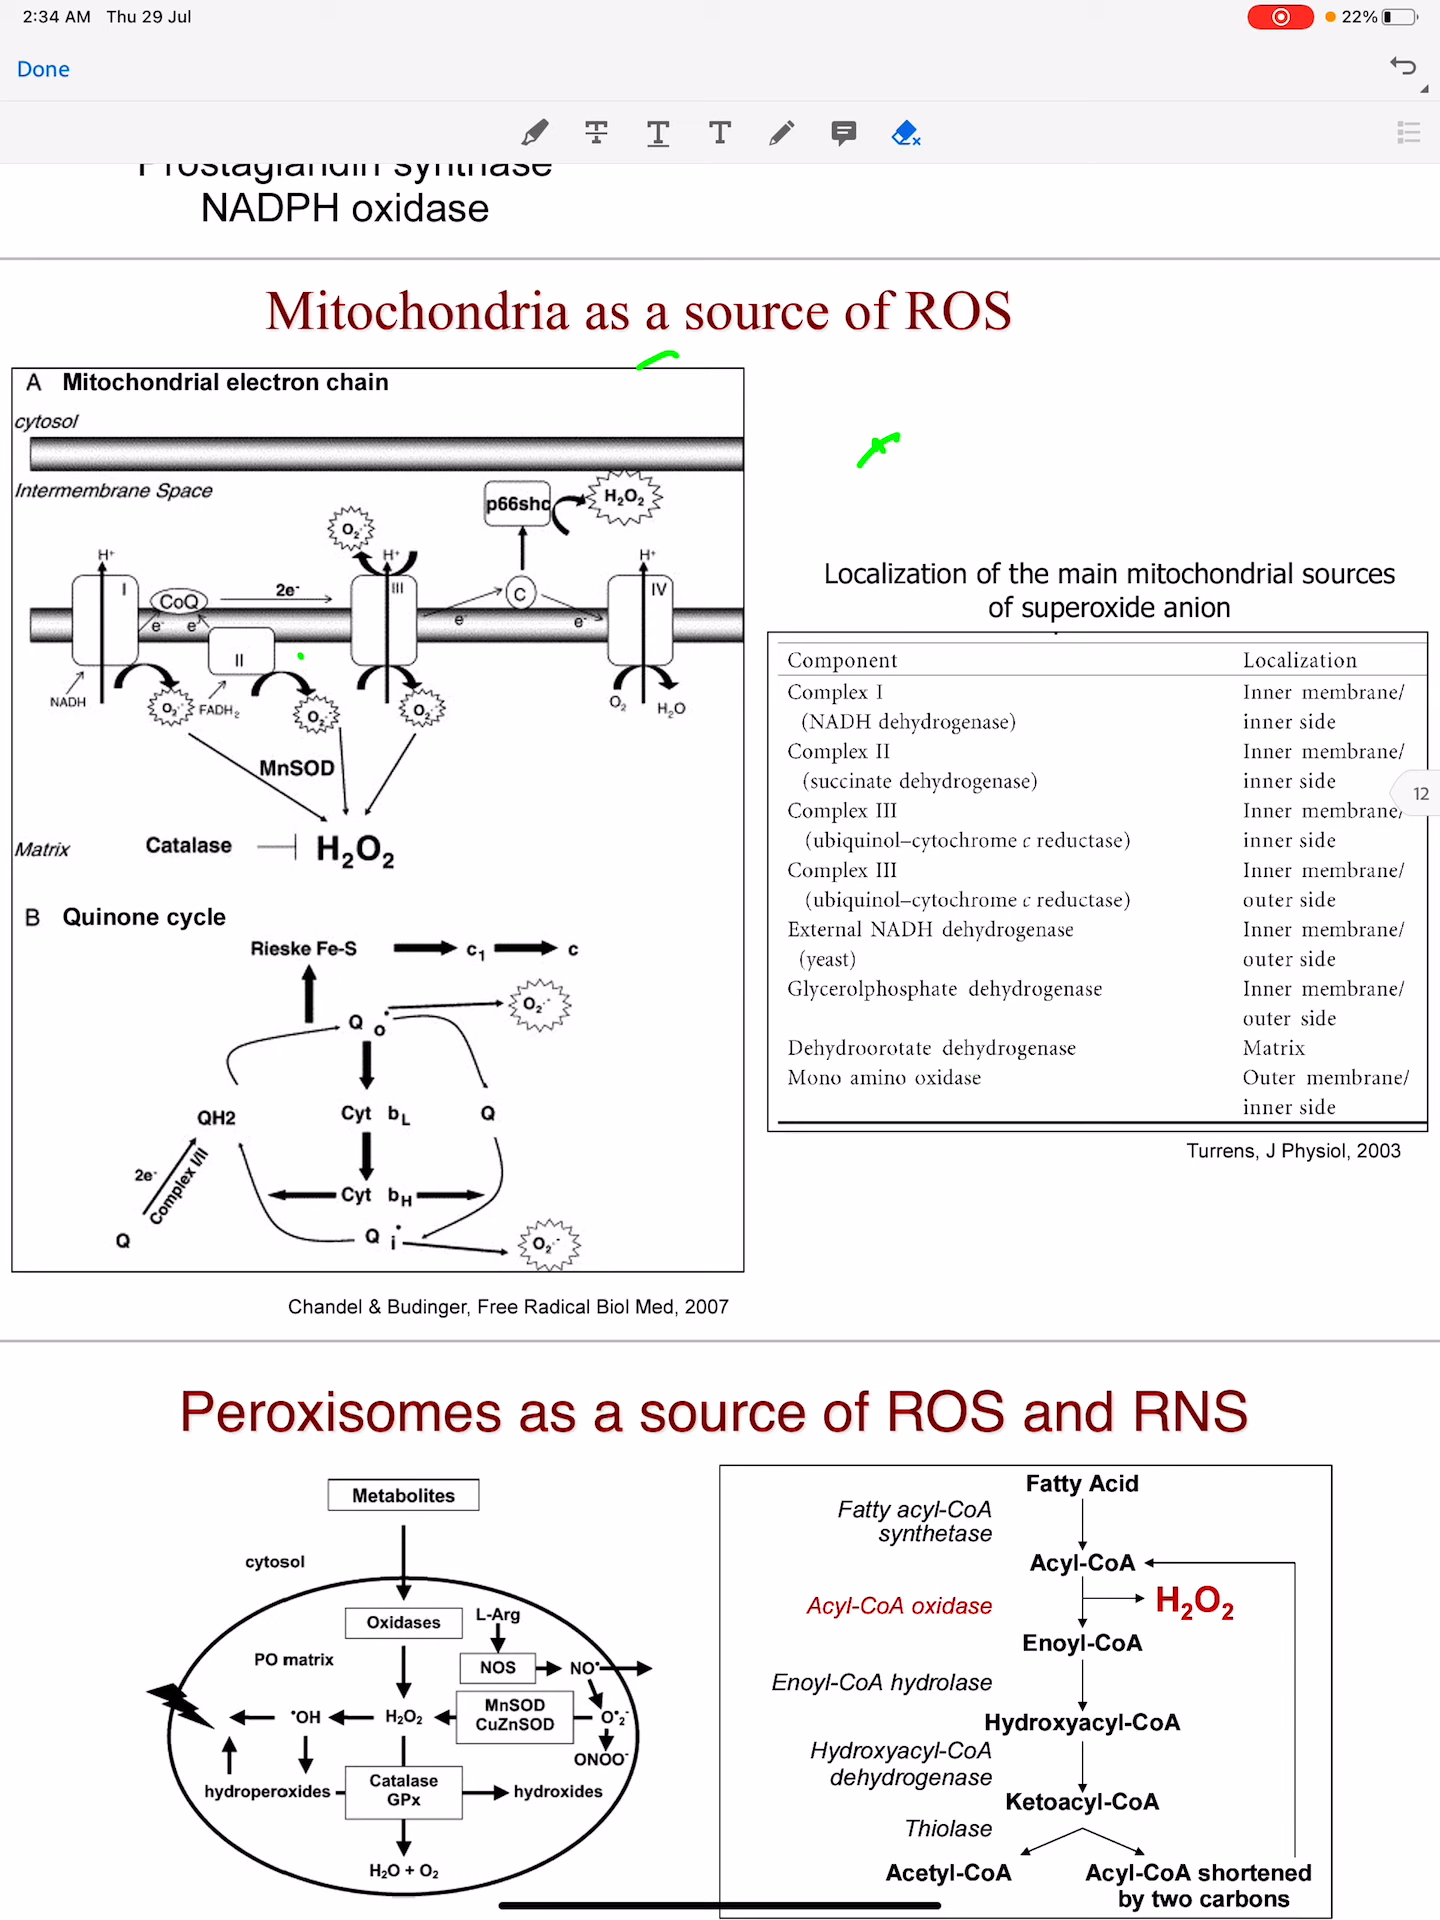 2:34 AM Thu 29 Jul
22%
Done
Prostaglandin synthase
NADPH oxidase
Mitochondria as a source of ROS
A Mitochondrial electron chain
cytosol
Intermembrane Space
p66shc
H₂O₂
O₂·⁻
H⁺
H⁺
H⁺
I
CoQ
2e⁻
III
C
IV
e⁻
e⁻
e⁻
e⁻
II
NADH
O₂·⁻
FADH₂
O₂·⁻
O₂·⁻
O₂
H₂O
MnSOD
Matrix
Catalase
H₂O₂
B Quinone cycle
Rieske Fe-S
c₁
c
Q o·
O₂·⁻
QH2
Cyt bL
Q
2e⁻
Complex I/II
Cyt bH
Q
Q i·
O₂·⁻
Chandel & Budinger, Free Radical Biol Med, 2007
Localization of the main mitochondrial sources
of superoxide anion
Component Localization
Complex I Inner membrane/
(NADH dehydrogenase) inner side
Complex II Inner membrane/
(succinate dehydrogenase) inner side
Complex III Inner membrane/
(ubiquinol–cytochrome c reductase) inner side
Complex III Inner membrane/
(ubiquinol–cytochrome c reductase) outer side
External NADH dehydrogenase Inner membrane/
(yeast) outer side
Glycerolphosphate dehydrogenase Inner membrane/
outer side
Dehydroorotate dehydrogenase Matrix
Mono amino oxidase Outer membrane/
inner side
12
Turrens, J Physiol, 2003
Peroxisomes as a source of ROS and RNS
Metabolites
cytosol
Oxidases
L-Arg
PO matrix
NOS
NO•
•OH
H₂O₂
MnSOD
CuZnSOD
O•₂⁻
ONOO⁻
hydroperoxides
Catalase
GPx
hydroxides
H₂O + O₂
Fatty Acid
Fatty acyl-CoA
synthetase
Acyl-CoA
Acyl-CoA oxidase
H₂O₂
Enoyl-CoA
Enoyl-CoA hydrolase
Hydroxyacyl-CoA
Hydroxyacyl-CoA
dehydrogenase
Ketoacyl-CoA
Thiolase
Acetyl-CoA
Acyl-CoA shortened
by two carbons